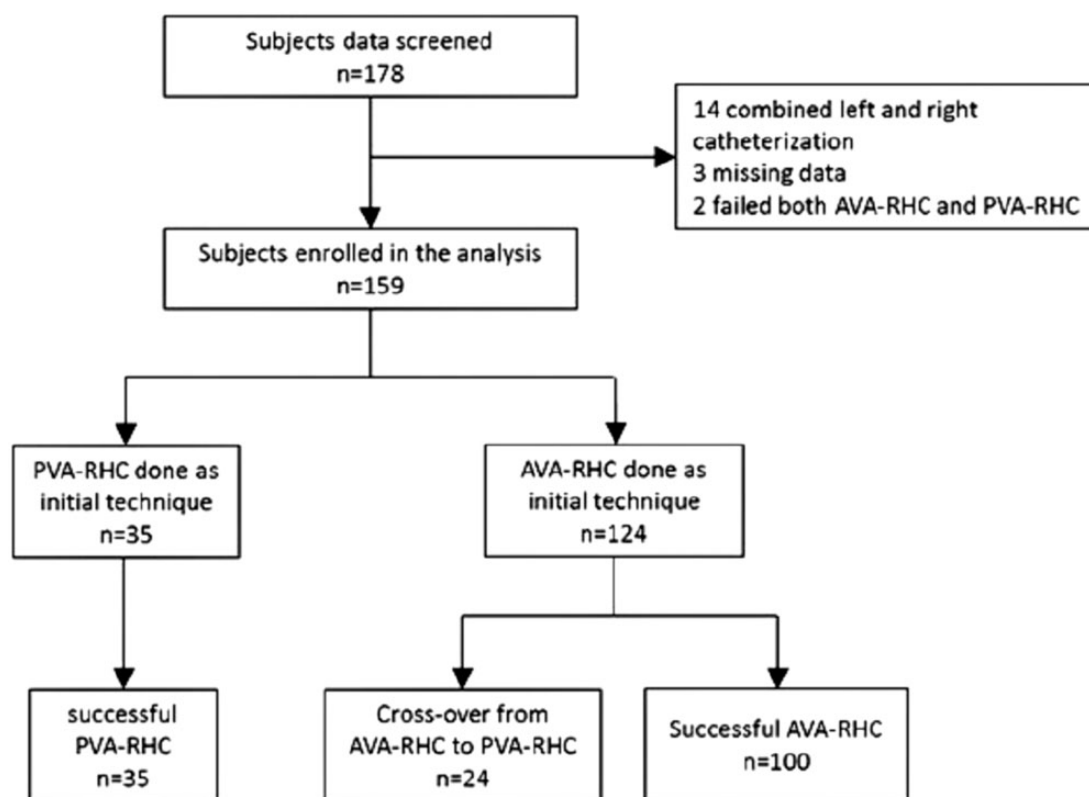 Subjects data screened
n=178
14 combined left and right
catheterization
3 missing data
2 failed both AVA-RHC and PVA-RHC
Subjects enrolled in the analysis
n=159
PVA-RHC done as
initial technique
n=35
AVA-RHC done as
initial technique
n=124
successful
PVA-RHC
n=35
Cross-over from
AVA-RHC to PVA-RHC
n=24
Successful AVA-RHC
n=100